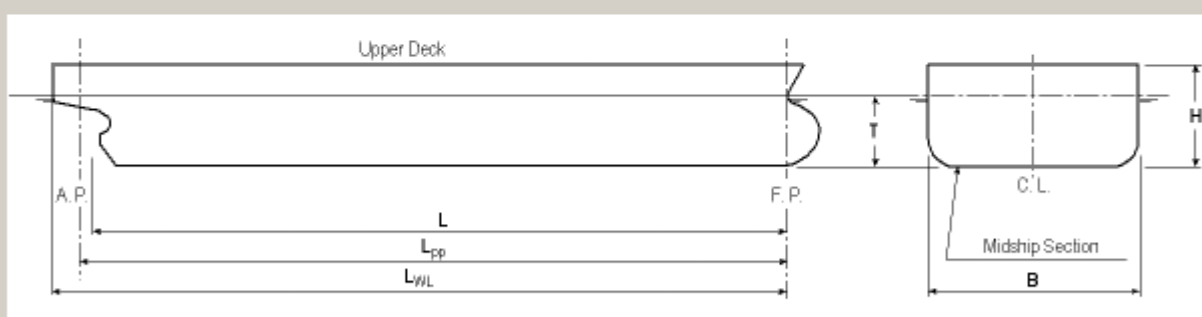 Upper Deck
T
H
A. P.
F. P.
C. L.
L
Lpp
LWL
Midship Section
B